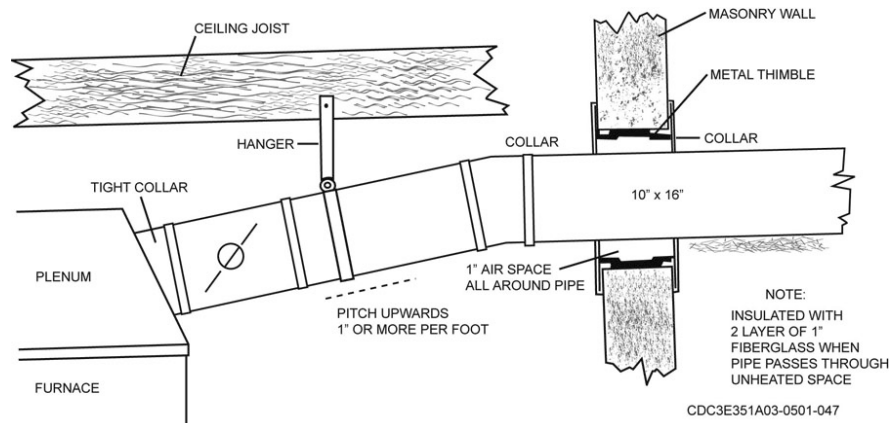 CEILING JOIST
MASONRY WALL
METAL THIMBLE
HANGER
COLLAR
COLLAR
TIGHT COLLAR
10" x 16"
PLENUM
1" AIR SPACE
ALL AROUND PIPE
PITCH UPWARDS
1" OR MORE PER FOOT
NOTE:
INSULATED WITH
2 LAYER OF 1"
FIBERGLASS WHEN
PIPE PASSES THROUGH
UNHEATED SPACE
FURNACE
CDC3E351A03-0501-047